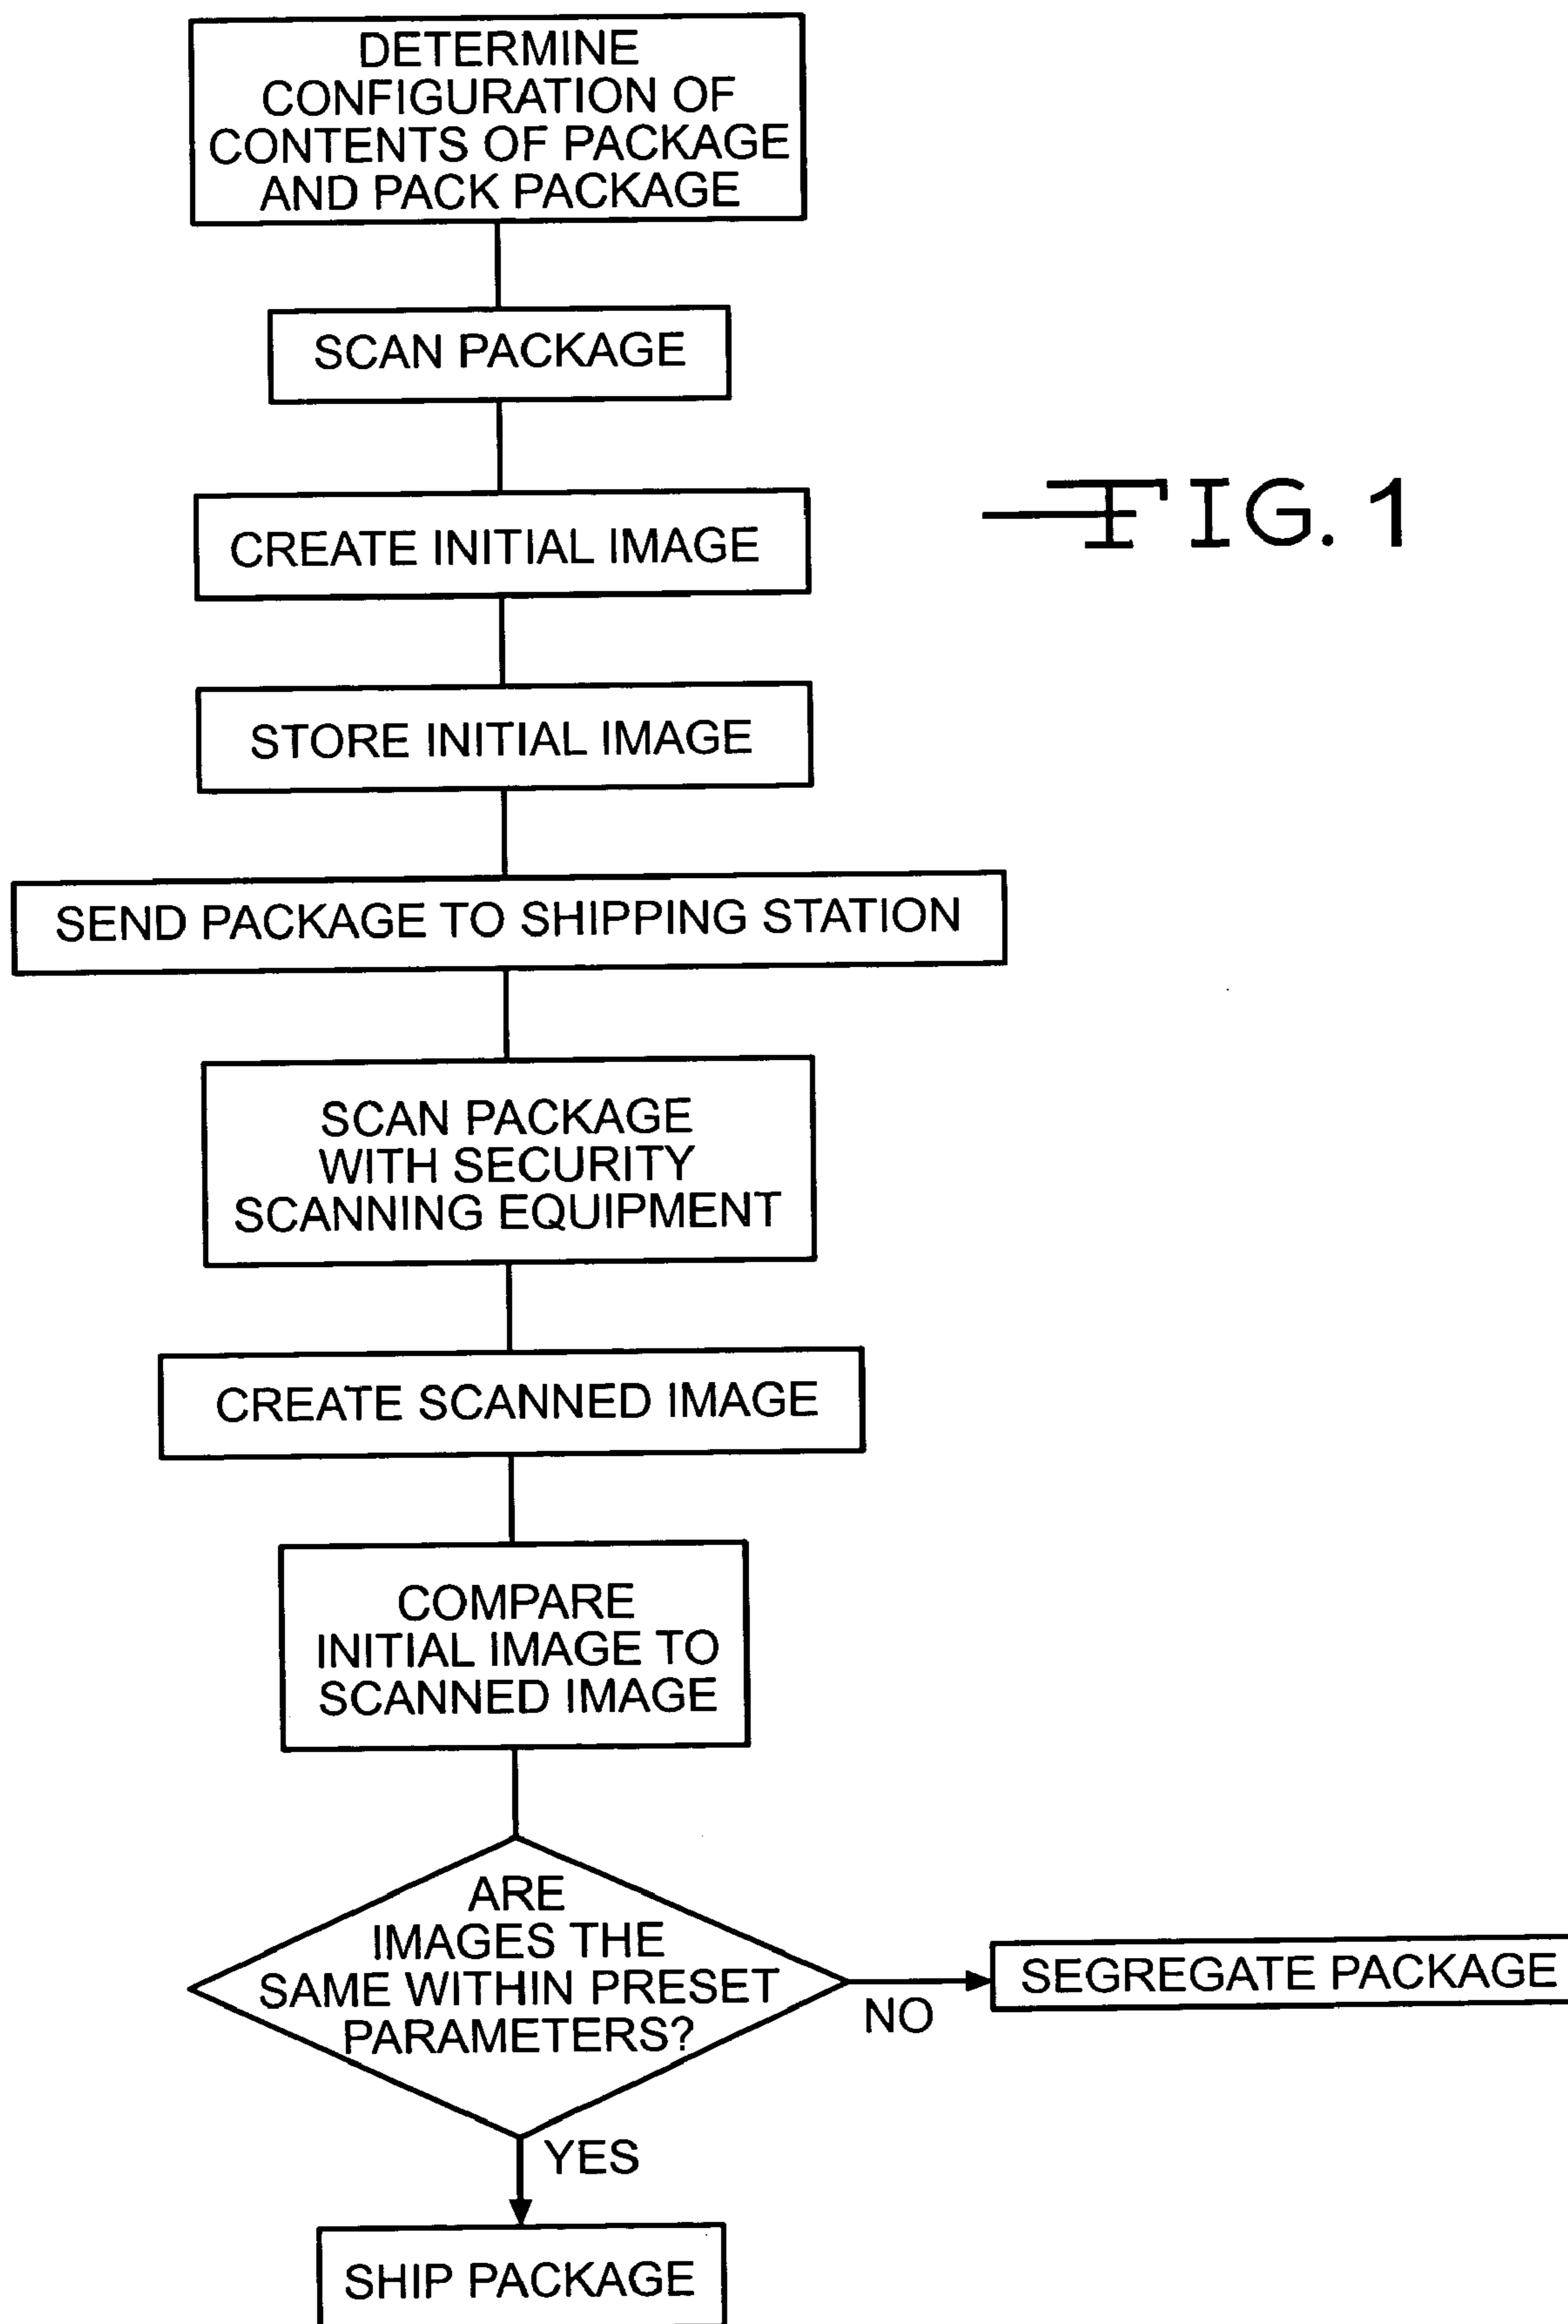 DETERMINE
CONFIGURATION OF
CONTENTS OF PACKAGE
AND PACK PACKAGE
SCAN PACKAGE
CREATE INITIAL IMAGE
FIG. 1
STORE INITIAL IMAGE
SEND PACKAGE TO SHIPPING STATION
SCAN PACKAGE
WITH SECURITY
SCANNING EQUIPMENT
CREATE SCANNED IMAGE
COMPARE
INITIAL IMAGE TO
SCANNED IMAGE
ARE
IMAGES THE
SAME WITHIN PRESET
PARAMETERS?
NO
SEGREGATE PACKAGE
YES
SHIP PACKAGE